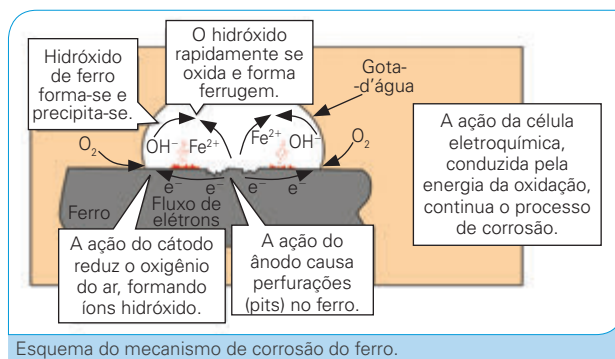 Hidróxido
de ferro
forma-se e
precipita-se.
O hidróxido
rapidamente se
oxida e forma
ferrugem.
Gota-
-d’água
O₂
OH⁻
Fe²⁺
Fe²⁺
OH⁻
O₂
e⁻
e⁻
e⁻
e⁻
Ferro
Fluxo de
elétrons
A ação do cátodo
reduz o oxigênio
do ar, formando
íons hidróxido.
A ação do
ânodo causa
perfurações
(pits) no ferro.
A ação da célula
eletroquímica,
conduzida pela
energia da oxidação,
continua o processo
de corrosão.
Esquema do mecanismo de corrosão do ferro.